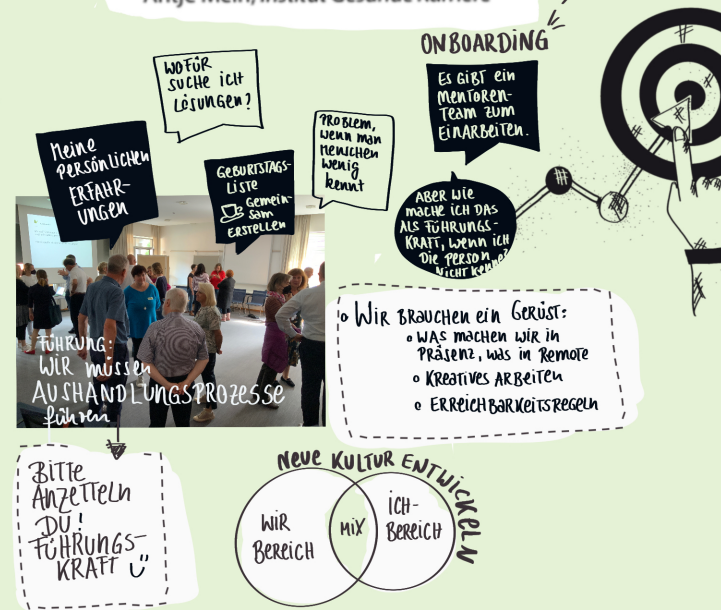 Antje Mein, Institut Gesunde Karriere
ONBOARDING
WOFÜR
SUCHE ICH
LÖSUNGEN?
Es GIBT EIN
MENTOREN-
TEAM ZUM
EINARBEITEN.
Meine
PERSÖNLICHEN
ERFAHR-
UNGEN
GEBURTSTAGS-
LISTE
GEMEIN-
SAM
ERSTELLEN
PROBLEM,
WENN MAN
MENSCHEN
WENIG
KENNT
ABER WIE
MACHE ICH DAS
ALS FÜHRUNGS-
KRAFT, WENN ICH
DIE PERSON
NICHT KENNE?
FÜHRUNG:
WIR müssen
AUSHANDLUNGSPROZESSE
führen
WIR BRAUCHEN EIN GERÜST:
WAS MACHEN WIR IN
PRÄSENZ, WAS IN REMOTE
KREATIVES ARBEITEN
ERREICHBARKEITSREGELN
BITTE
ANZETTELN
DU!
FÜHRUNGS-
KRAFT
NEUE KULTUR ENTWICKELN
WIR
BEREICH
MIX
ICH-
BEREICH